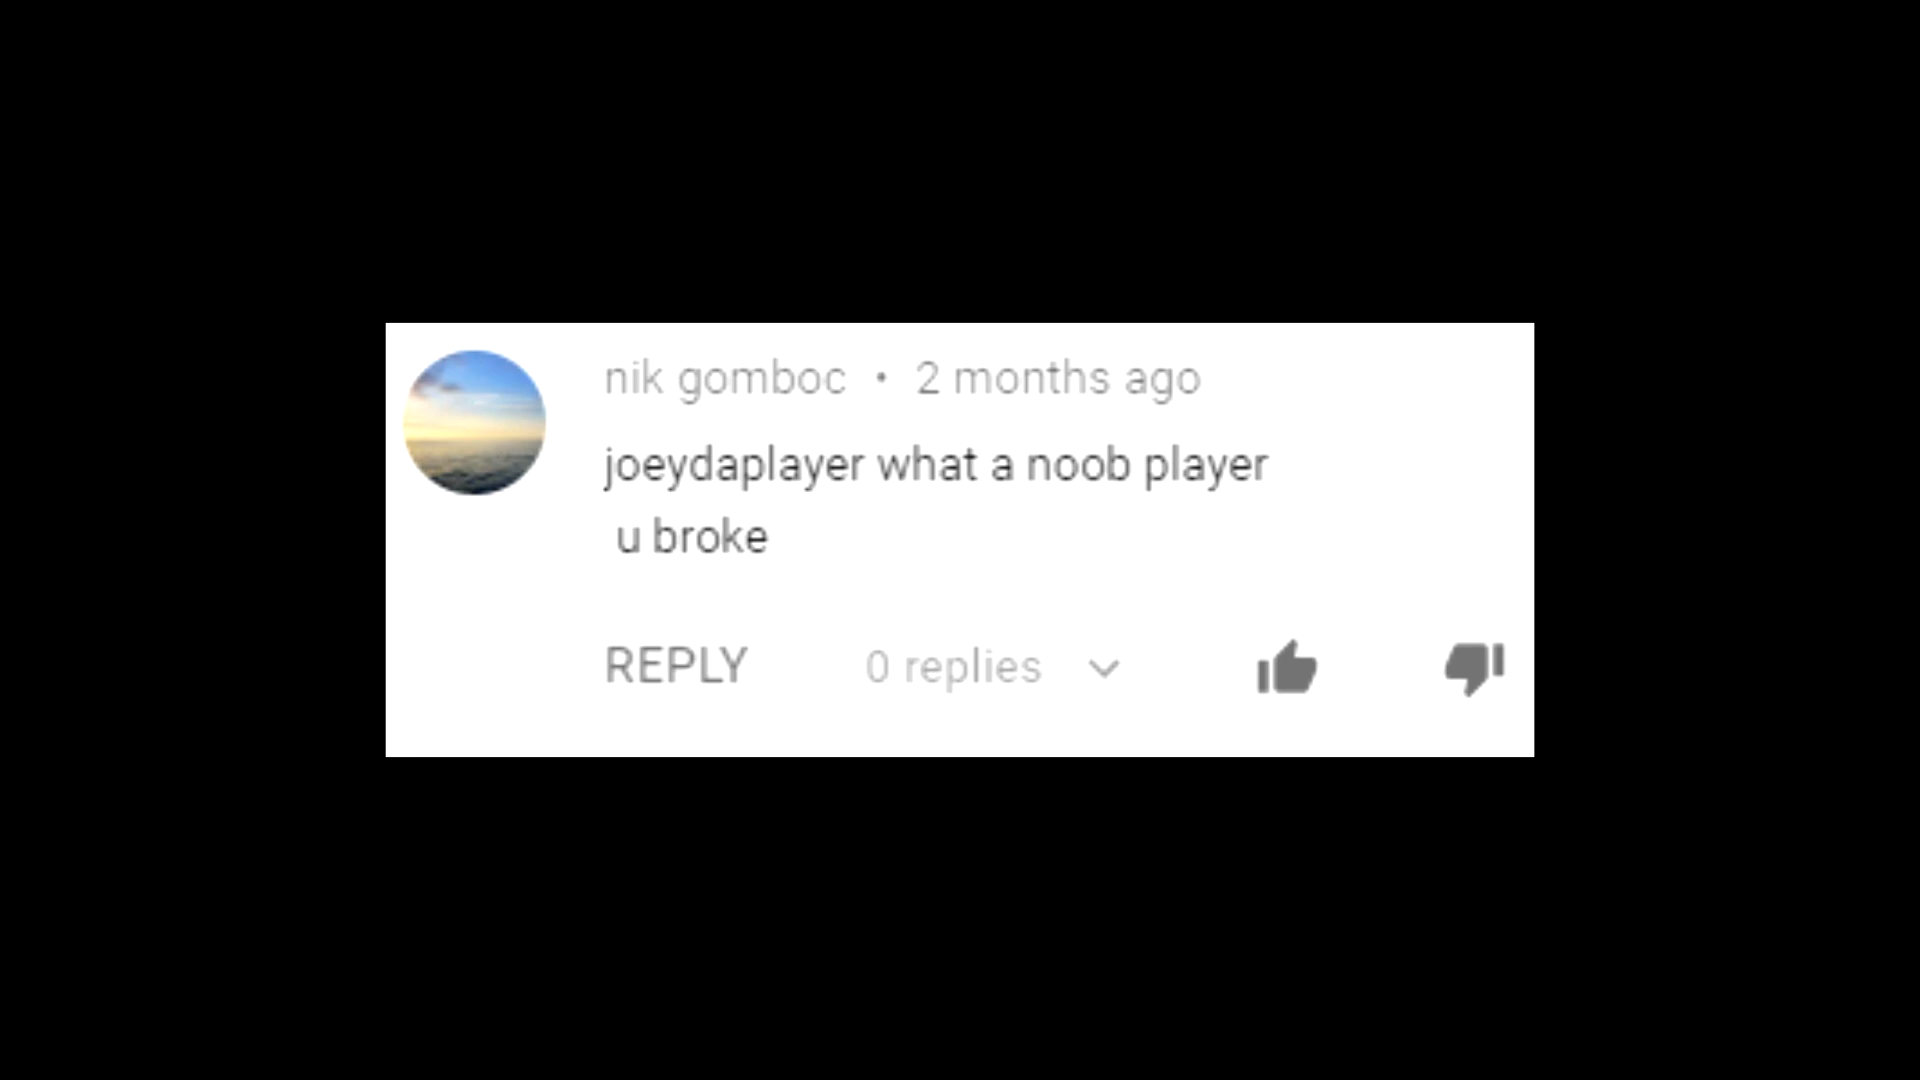 nik gomboc • 2 months ago
joeydaplayer what a noob player
u broke
REPLY 0 replies